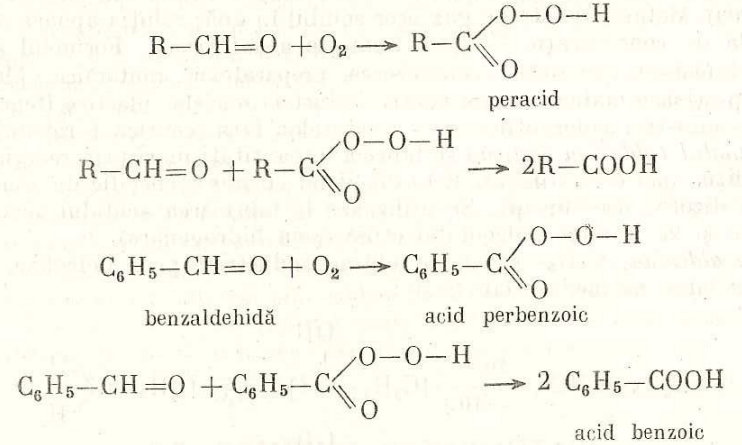 R—CH=O + O₂ → R—C(=O)—O—O—H
peracid
R—CH=O + R—C(=O)—O—O—H → 2R—COOH
C₆H₅—CH=O + O₂ → C₆H₅—C(=O)—O—O—H
benzaldehidă acid perbenzoic
C₆H₅—CH=O + C₆H₅—C(=O)—O—O—H → 2 C₆H₅—COOH
acid benzoic